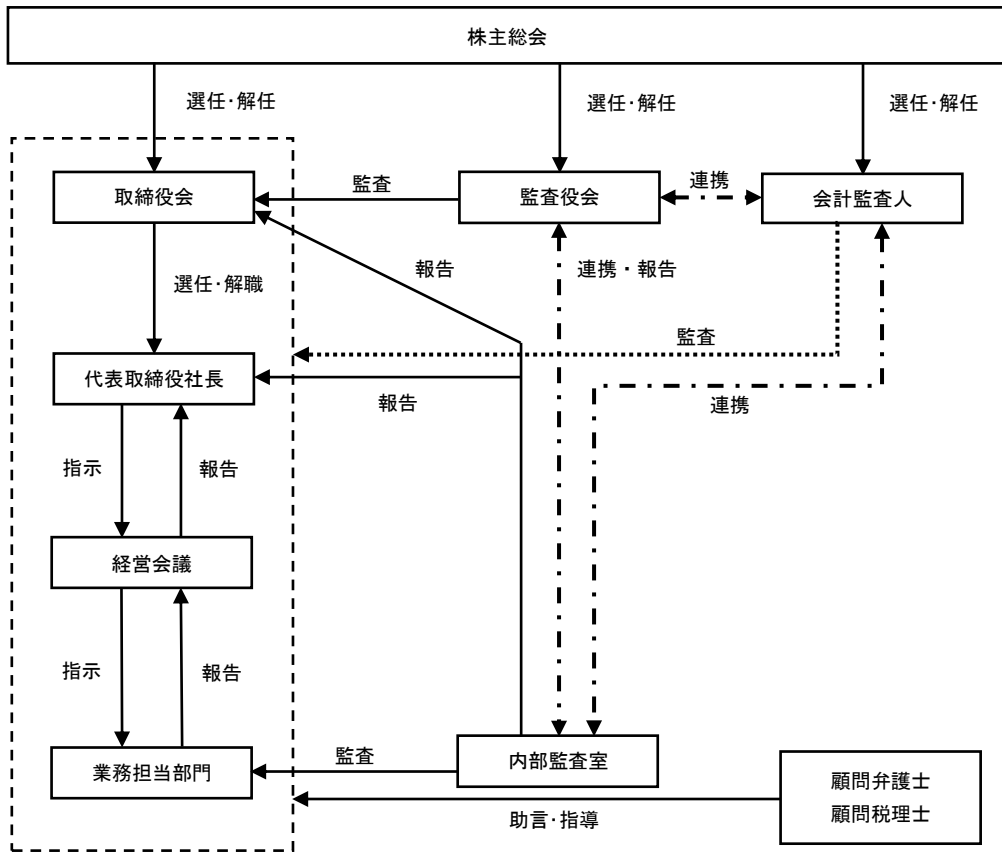 株主総会
選任･解任
選任･解任
選任･解任
取締役会
監査
監査役会
連携
会計監査人
選任･解職
報告
連携・報告
監査
代表取締役社長
報告
連携
指示
報告
経営会議
指示
報告
業務担当部門
監査
内部監査室
助言･指導
顧問弁護士
顧問税理士